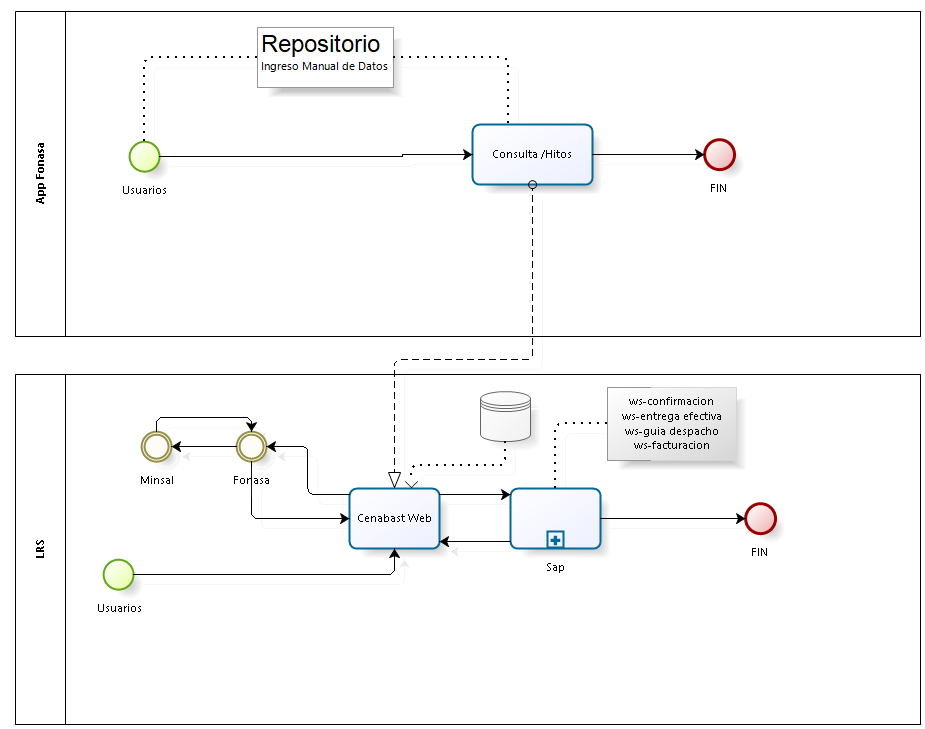 App Fonasa
Repositorio
Ingreso Manual de Datos
Usuarios
Consulta /Hitos
FIN
LRS
ws-confirmacion
ws-entrega efectiva
ws-guia despacho
ws-facturacion
Minsal
Fonasa
Cenabast Web
Sap
FIN
Usuarios